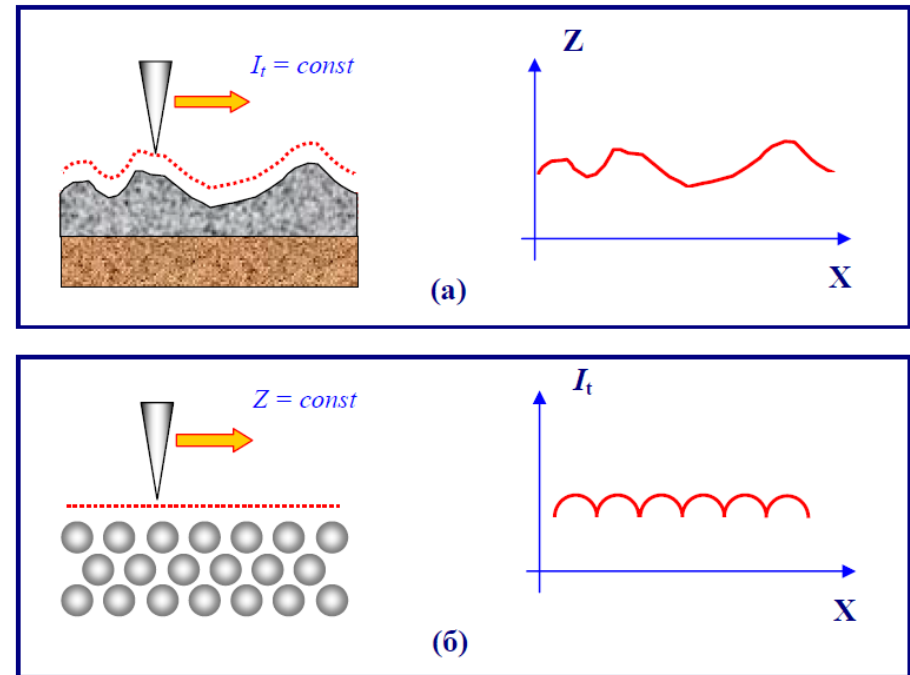 I_t = const
Z
X
(а)
Z = const
I_t
X
(б)